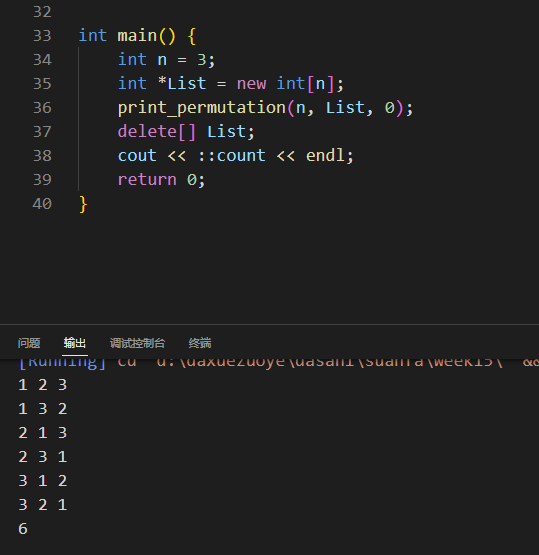 32
33 int main() {
34 int n = 3;
35 int *List = new int[n];
36 print_permutation(n, List, 0);
37 delete[] List;
38 cout << ::count << endl;
39 return 0;
40 }
问题 输出 调试控制台 终端
[Running] cd "d:\daxuezuoye\dasani\suanfa\week15\" &&
1 2 3
1 3 2
2 1 3
2 3 1
3 1 2
3 2 1
6